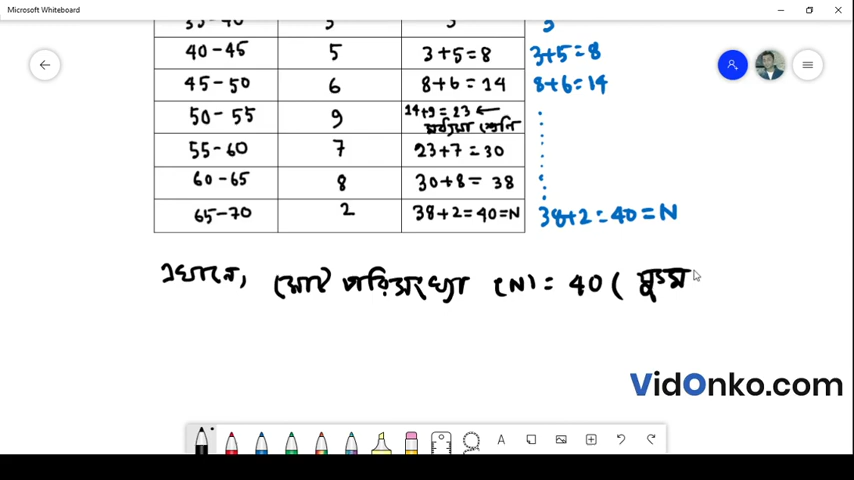 Microsoft Whiteboard
40-45 5 3+5=8 3+5=8
45-50 6 8+6=14 8+6=14
50-55 9 14+9=23 ←
মধ্যমা শ্রেণি
55-60 7 23+7=30
60-65 8 30+8=38
65-70 2 38+2=40=N 38+2=40=N
এখানে, মোট পরিসংখ্যা (N)=40 (
VidOnko.com
A